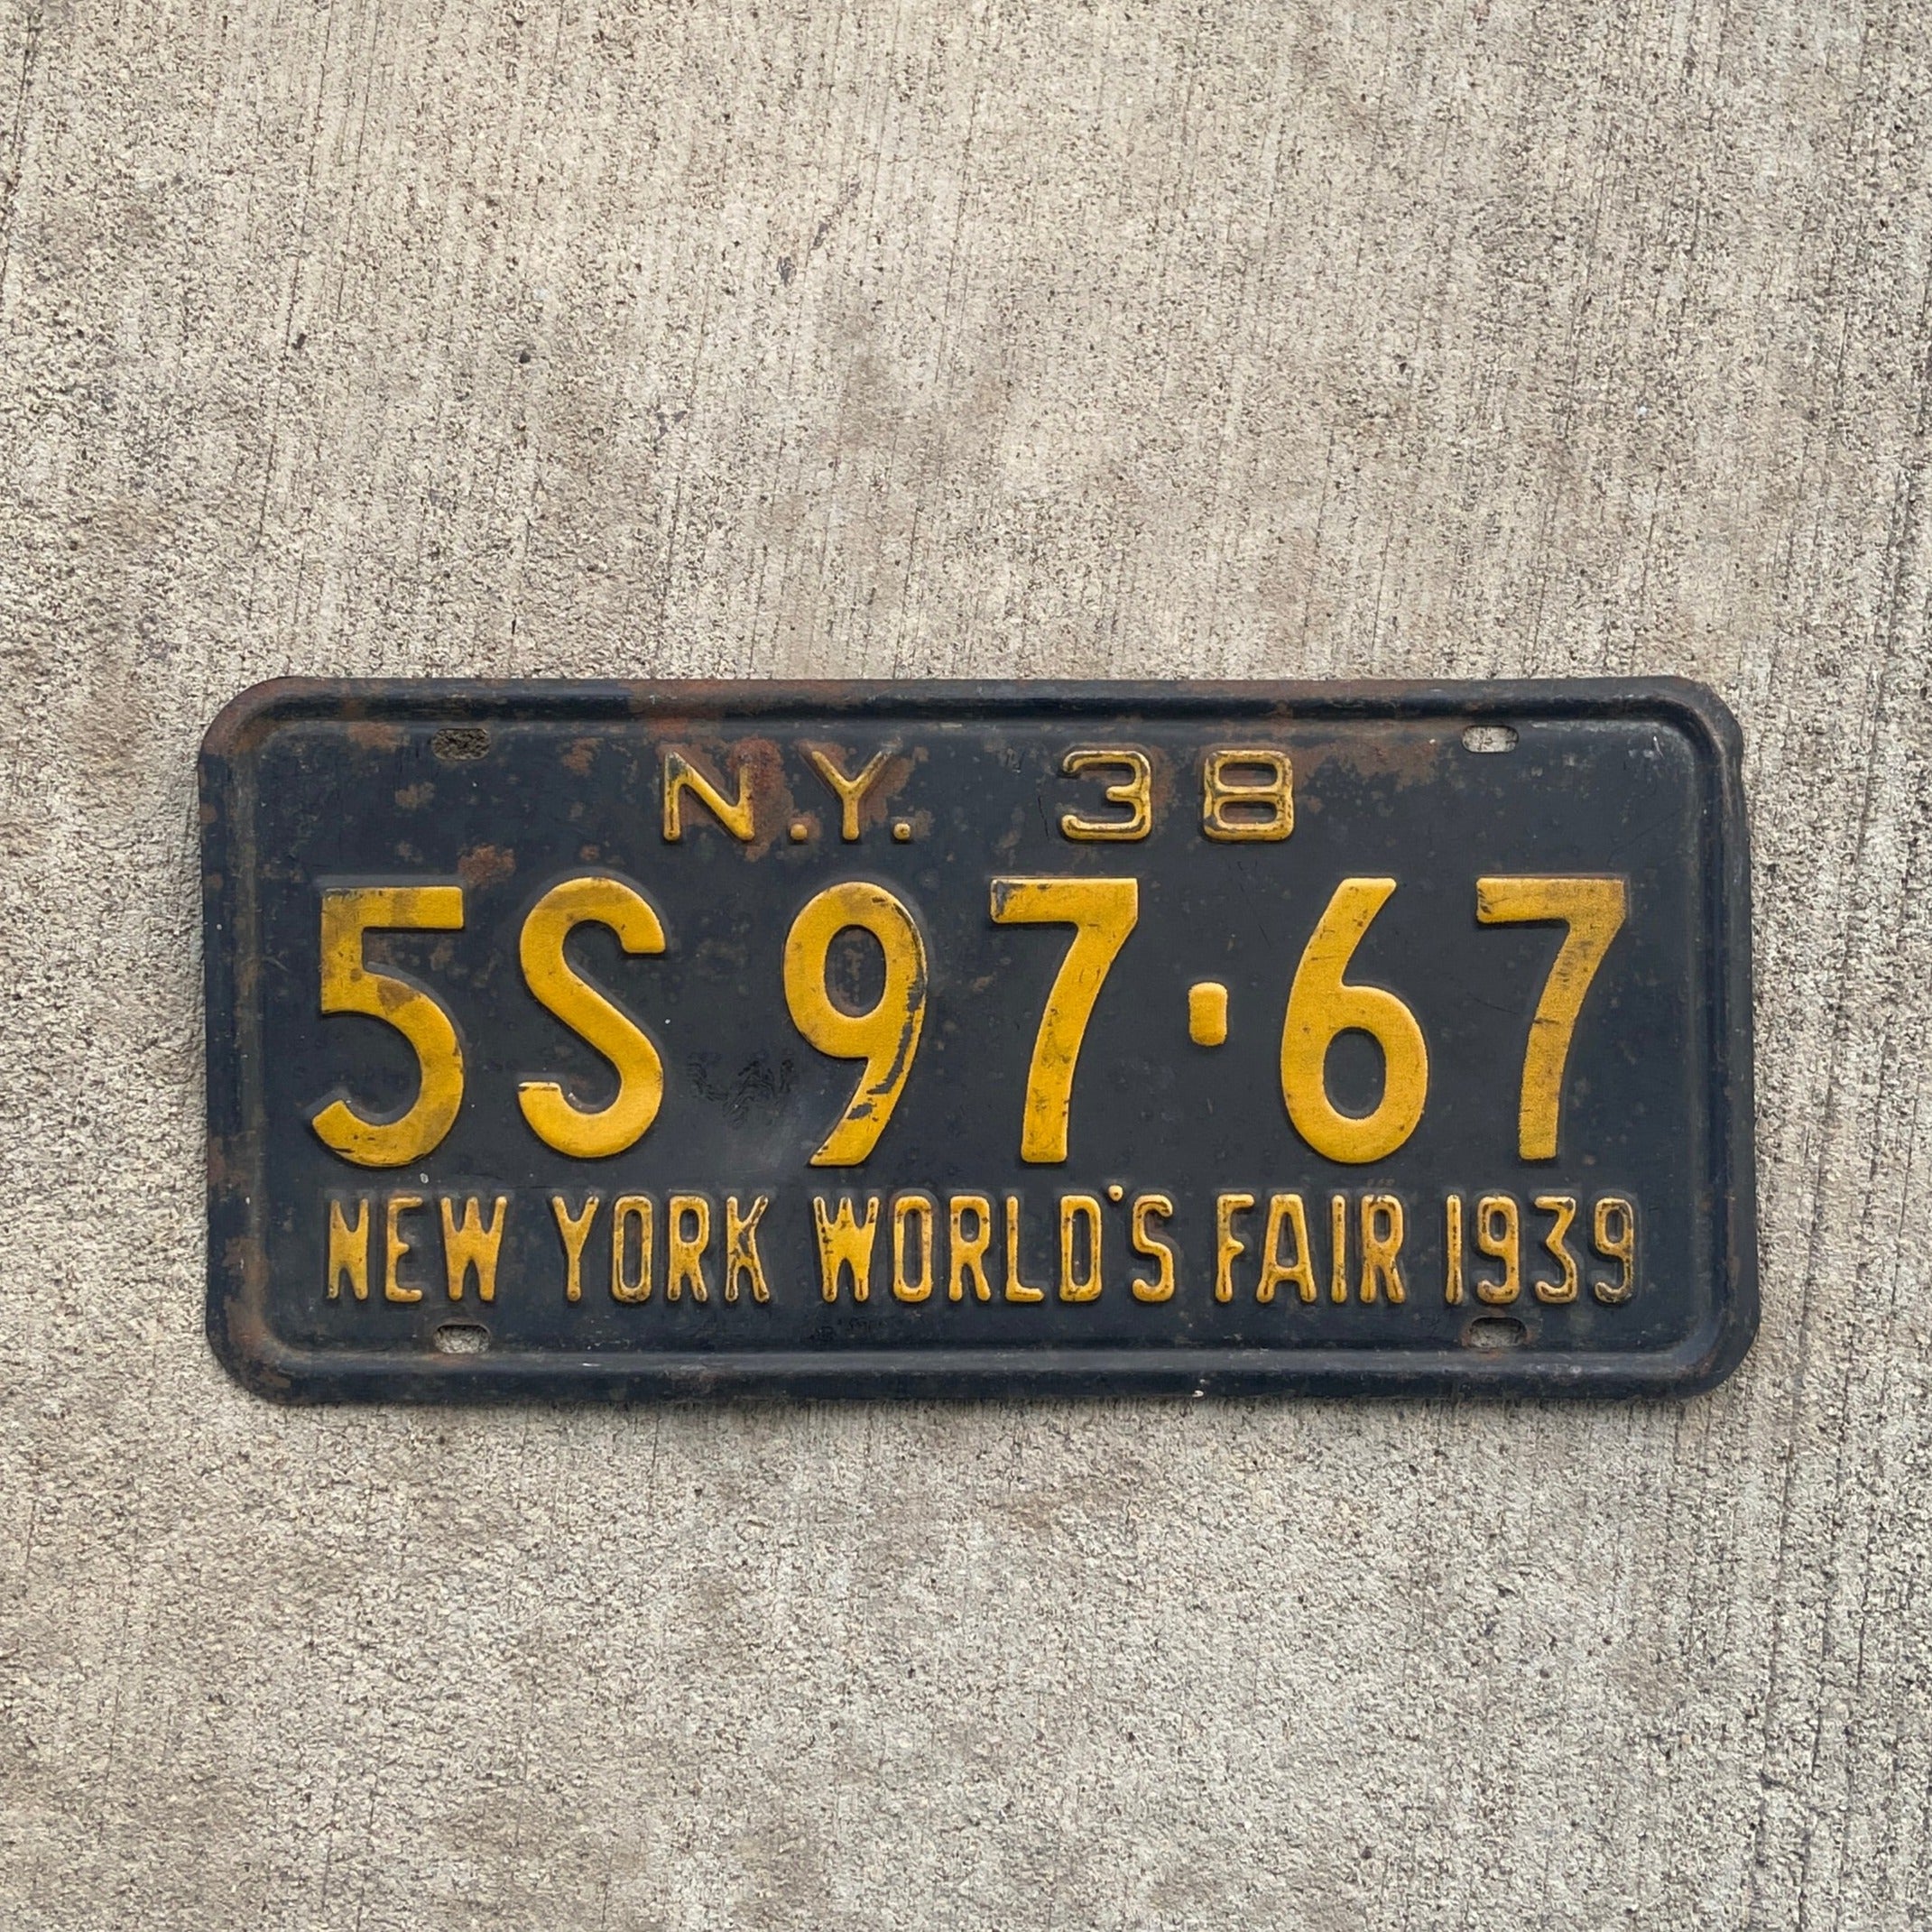 N.Y. 38
5S 97·67
NEW YORK WORLD'S FAIR 1939